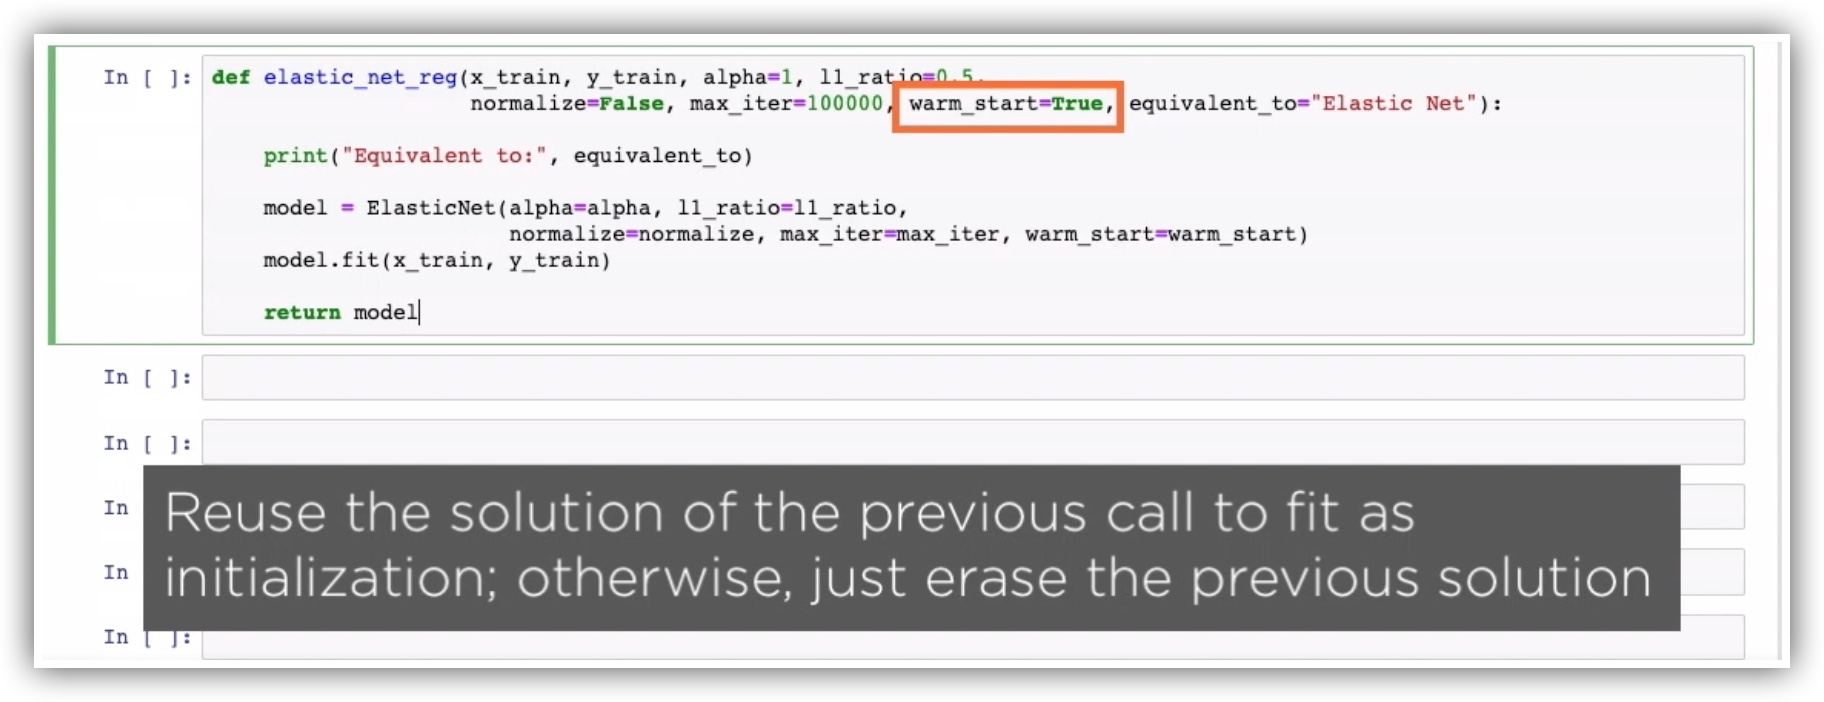 In [ ]: def elastic_net_reg(x_train, y_train, alpha=1, l1_ratio=0.5,
normalize=False, max_iter=100000, warm_start=True, equivalent_to="Elastic Net"):
print("Equivalent to:", equivalent_to)
model = ElasticNet(alpha=alpha, l1_ratio=l1_ratio,
normalize=normalize, max_iter=max_iter, warm_start=warm_start)
model.fit(x_train, y_train)
return model
In [ ]:
In [ ]:
In
Reuse the solution of the previous call to fit as
In
initialization; otherwise, just erase the previous solution
In [ ]: